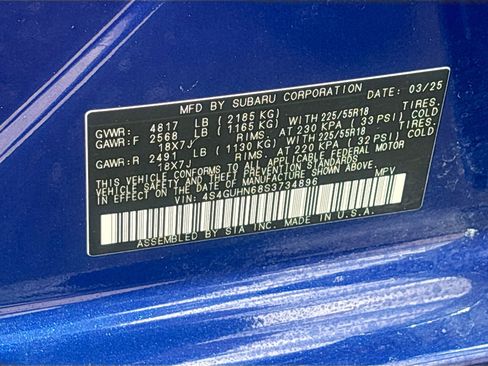 MFD BY SUBARU CORPORATION DATE: 03/25
GVWR: 4817 LB (2185 KG)
GAWR:F 2568 LB (1165 KG)WITH 225/55R18 TIRES,
18X7J RIMS, AT 230 KPA ( 33 PSI) COLD
GAWR:R 2491 LB (1130 KG)WITH 225/55R18 TIRES,
18X7J RIMS, AT 220 KPA ( 32 PSI) COLD
THIS VEHICLE CONFORMS TO ALL APPLICABLE FEDERAL MOTOR
VEHICLE SAFETY AND THEFT PREVENTION STANDARDS
IN EFFECT ON THE DATE OF MANUFACTURE SHOWN ABOVE.
VIN: 4S4GUHN68S3734896 MPV
ASSEMBLED BY SIA INC. MADE IN U.S.A.